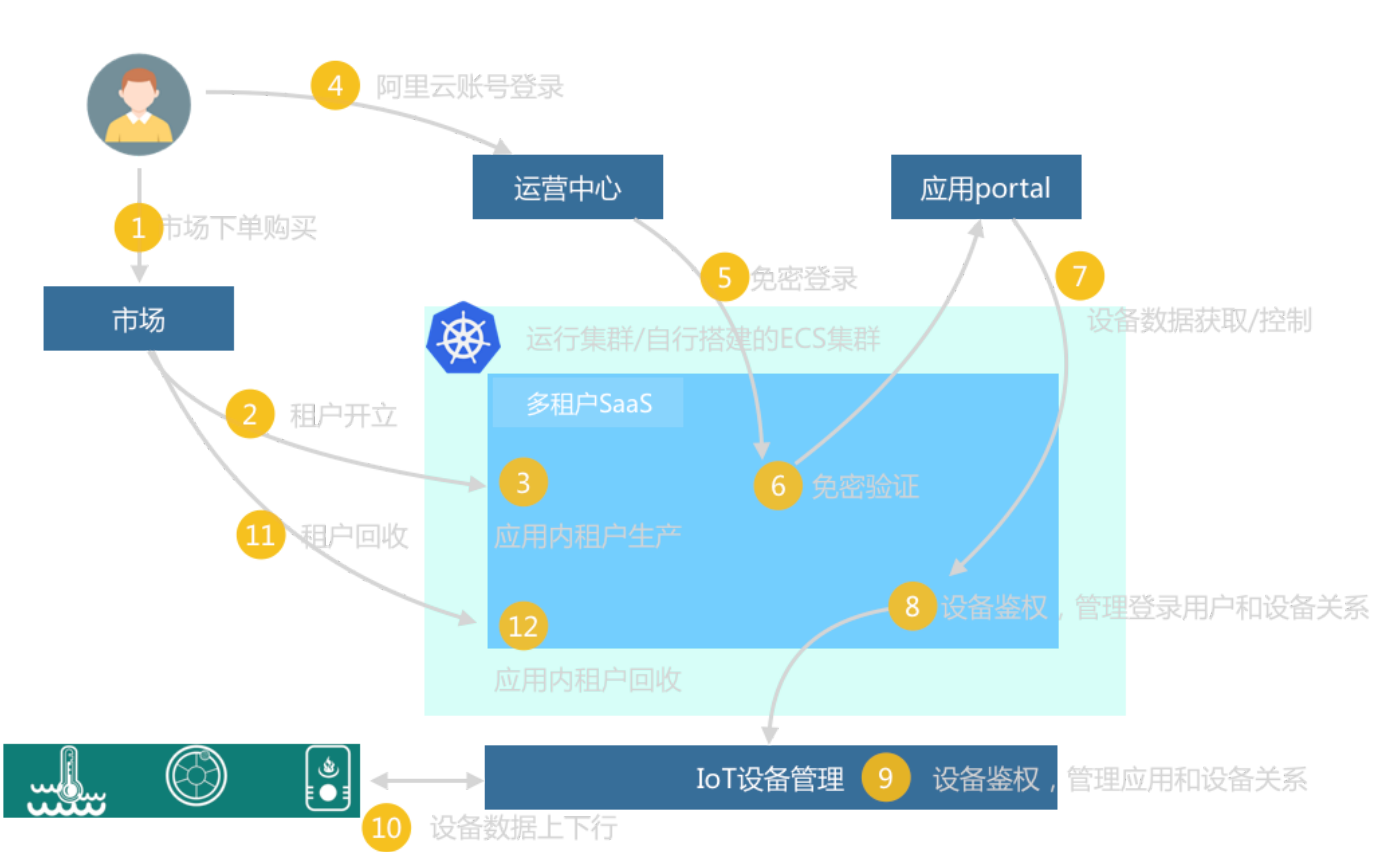 4 阿里云账号登录
运营中心
应用portal
1 市场下单购买
5 免密登录
7
设备数据获取/控制
市场
运行集群/自行搭建的ECS集群
多租户SaaS
2 租户开立
3
6 免密验证
11 租户回收
应用内租户生产
8 设备鉴权，管理登录用户和设备关系
12
应用内租户回收
IoT设备管理 9 设备鉴权，管理应用和设备关系
10 设备数据上下行